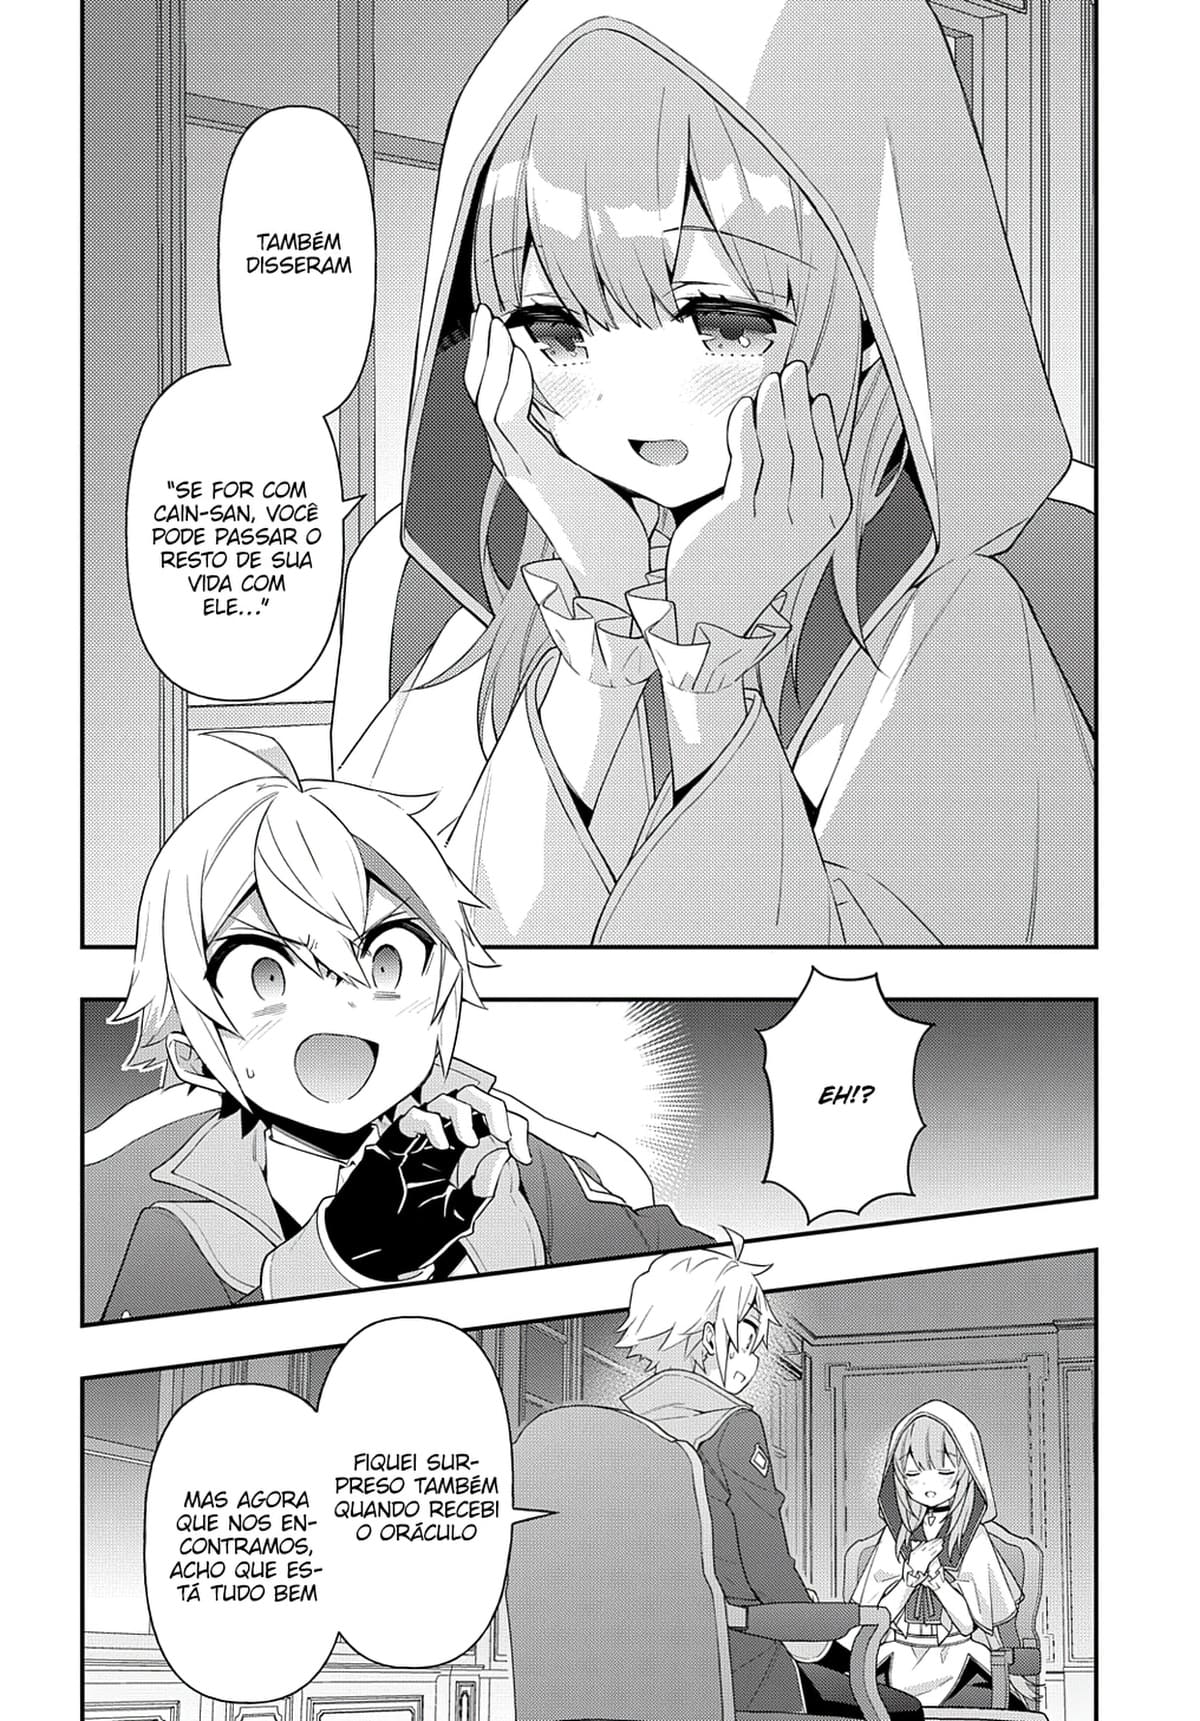 TAMBÉM
DISSERAM
"SE FOR COM
CAIN-SAN, VOCÊ
PODE PASSAR O
RESTO DE SUA
VIDA COM
ELE..."
EH!?
FIQUEI SUR-
PRESO TAMBÉM
QUANDO RECEBI
O ORÁCULO
MAS AGORA
QUE NOS EN-
CONTRAMOS,
ACHO QUE ES-
TÁ TUDO BEM